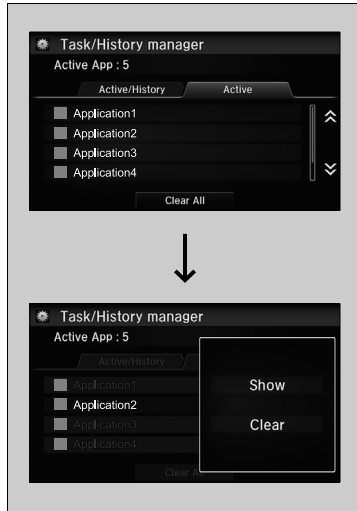 Task/History manager
Active App : 5
Active/History Active
Application1
Application2
Application3
Application4
Clear All
Task/History manager
Active App : 5
Active/History
Application1
Show
Application2
Application3
Clear
Application4
Clear All